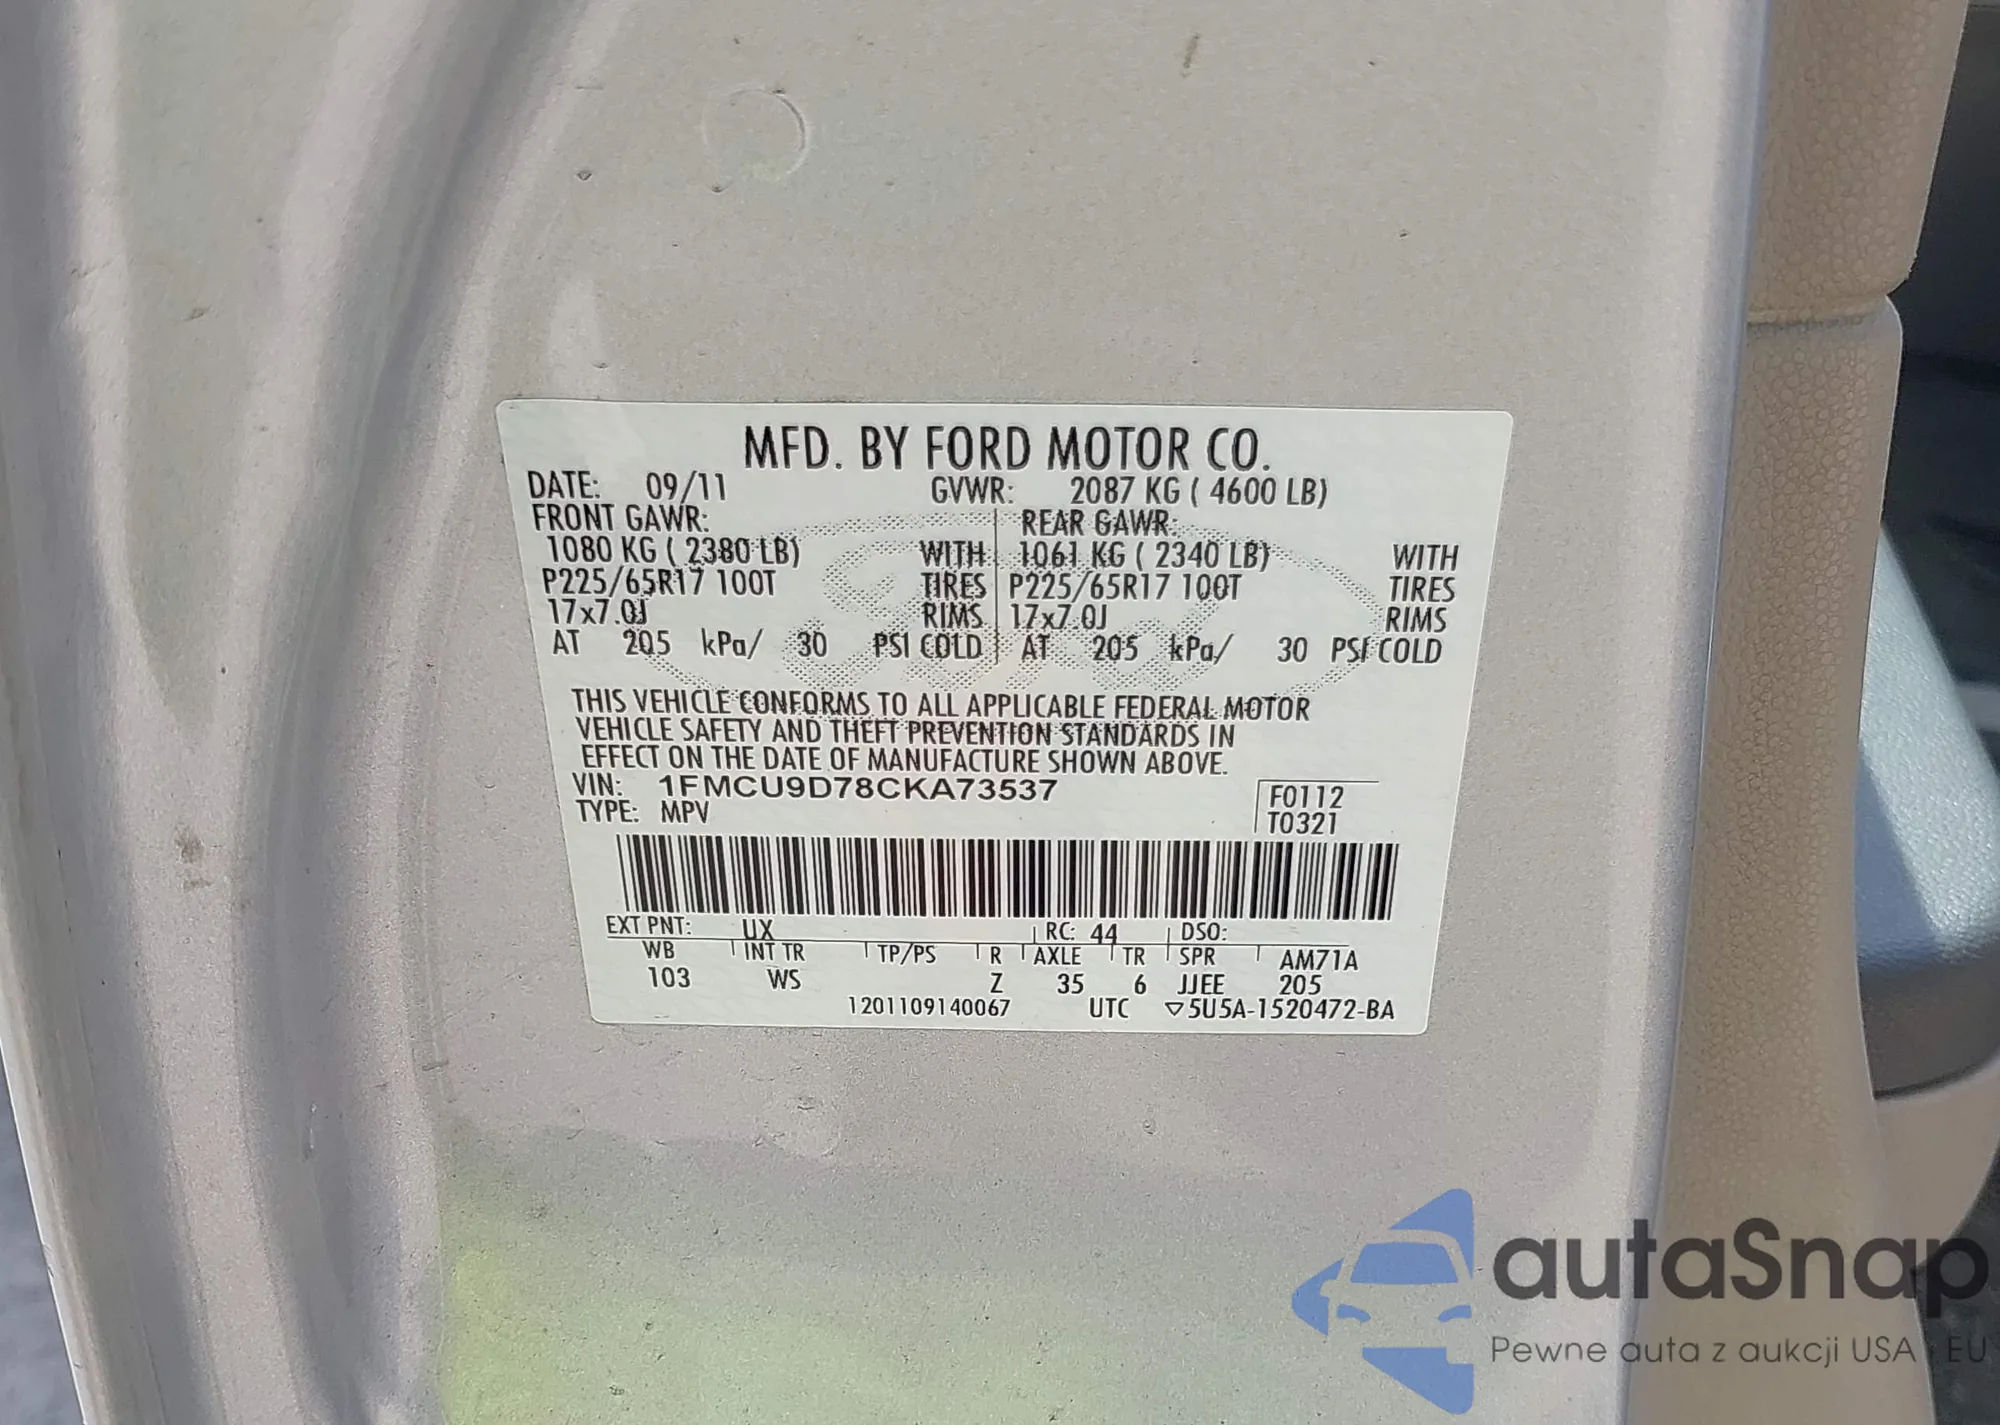 MFD. BY FORD MOTOR CO.
DATE: 09/11 GVWR: 2087 KG ( 4600 LB)
FRONT GAWR: REAR GAWR:
1080 KG ( 2380 LB) WITH 1061 KG ( 2340 LB) WITH
P225/65R17 100T TIRES P225/65R17 100T TIRES
17x7.0J RIMS 17x7.0J RIMS
AT 205 kPa/ 30 PSI COLD AT 205 kPa/ 30 PSI COLD
THIS VEHICLE CONFORMS TO ALL APPLICABLE FEDERAL MOTOR
VEHICLE SAFETY AND THEFT PREVENTION STANDARDS IN
EFFECT ON THE DATE OF MANUFACTURE SHOWN ABOVE.
VIN: 1FMCU9D78CKA73537 F0112
TYPE: MPV T0321
EXT PNT: UX RC: 44 DSO:
WB INT TR TP/PS R AXLE TR SPR AM71A
103 WS Z 35 6 JJEE 205
1201109140067 UTC ▽5U5A-1520472-BA
autaSnap
Pewne auta z aukcji USA i EU